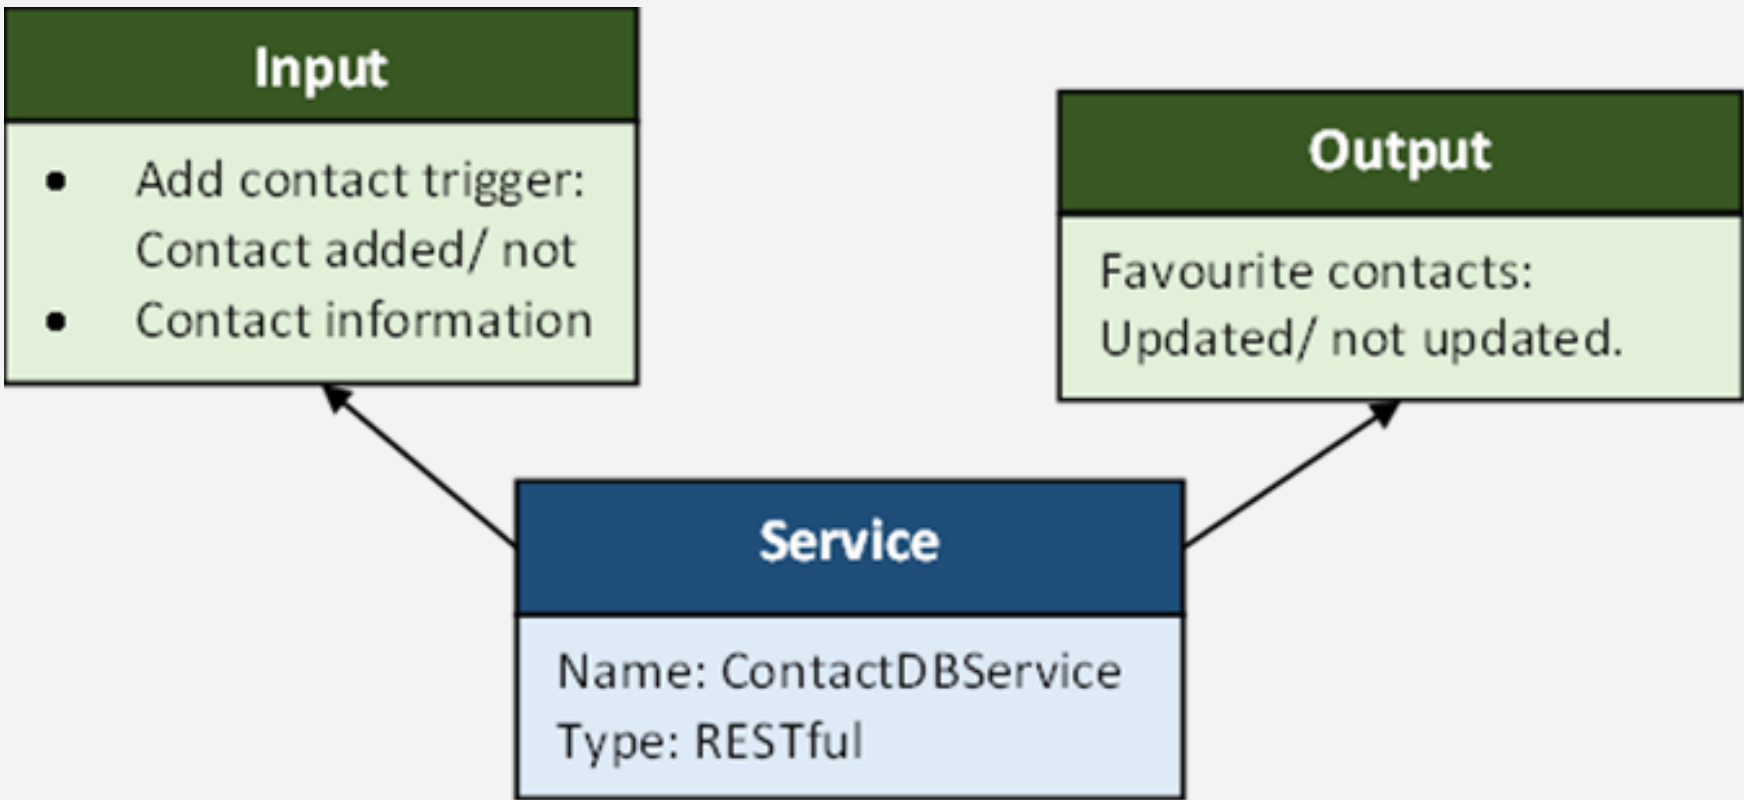 Input
• Add contact trigger:
Contact added/ not
• Contact information
Output
Favourite contacts:
Updated/ not updated.
Service
Name: ContactDBService
Type: RESTful